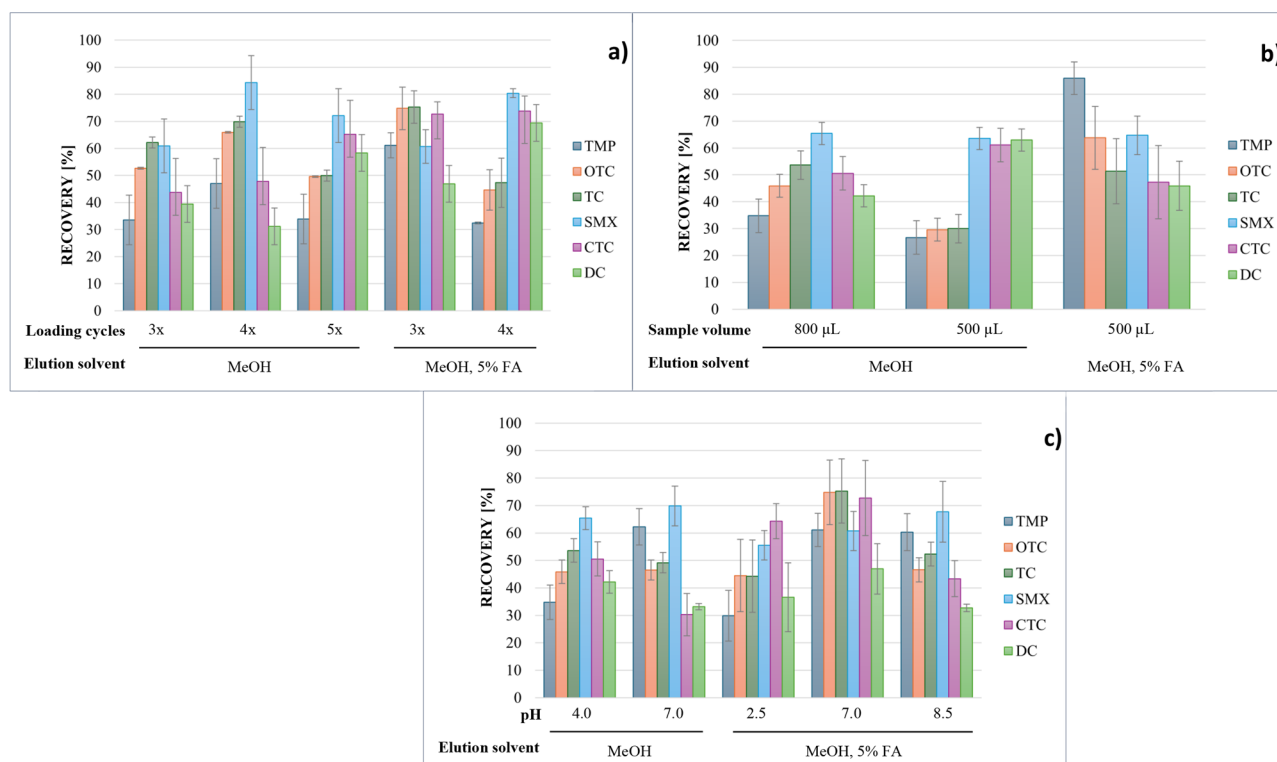 a)
100
90
80
70
60
50
40
30
20
10
0
RECOVERY [%]
TMP
OTC
TC
SMX
CTC
DC
Loading cycles 3x 4x 5x 3x 4x
Elution solvent MeOH MeOH, 5% FA
b)
100
90
80
70
60
50
40
30
20
10
0
RECOVERY [%]
TMP
OTC
TC
SMX
CTC
DC
Sample volume 800 µL 500 µL 500 µL
Elution solvent MeOH MeOH, 5% FA
c)
100
90
80
70
60
50
40
30
20
10
0
RECOVERY [%]
TMP
OTC
TC
SMX
CTC
DC
pH 4.0 7.0 2.5 7.0 8.5
Elution solvent MeOH MeOH, 5% FA